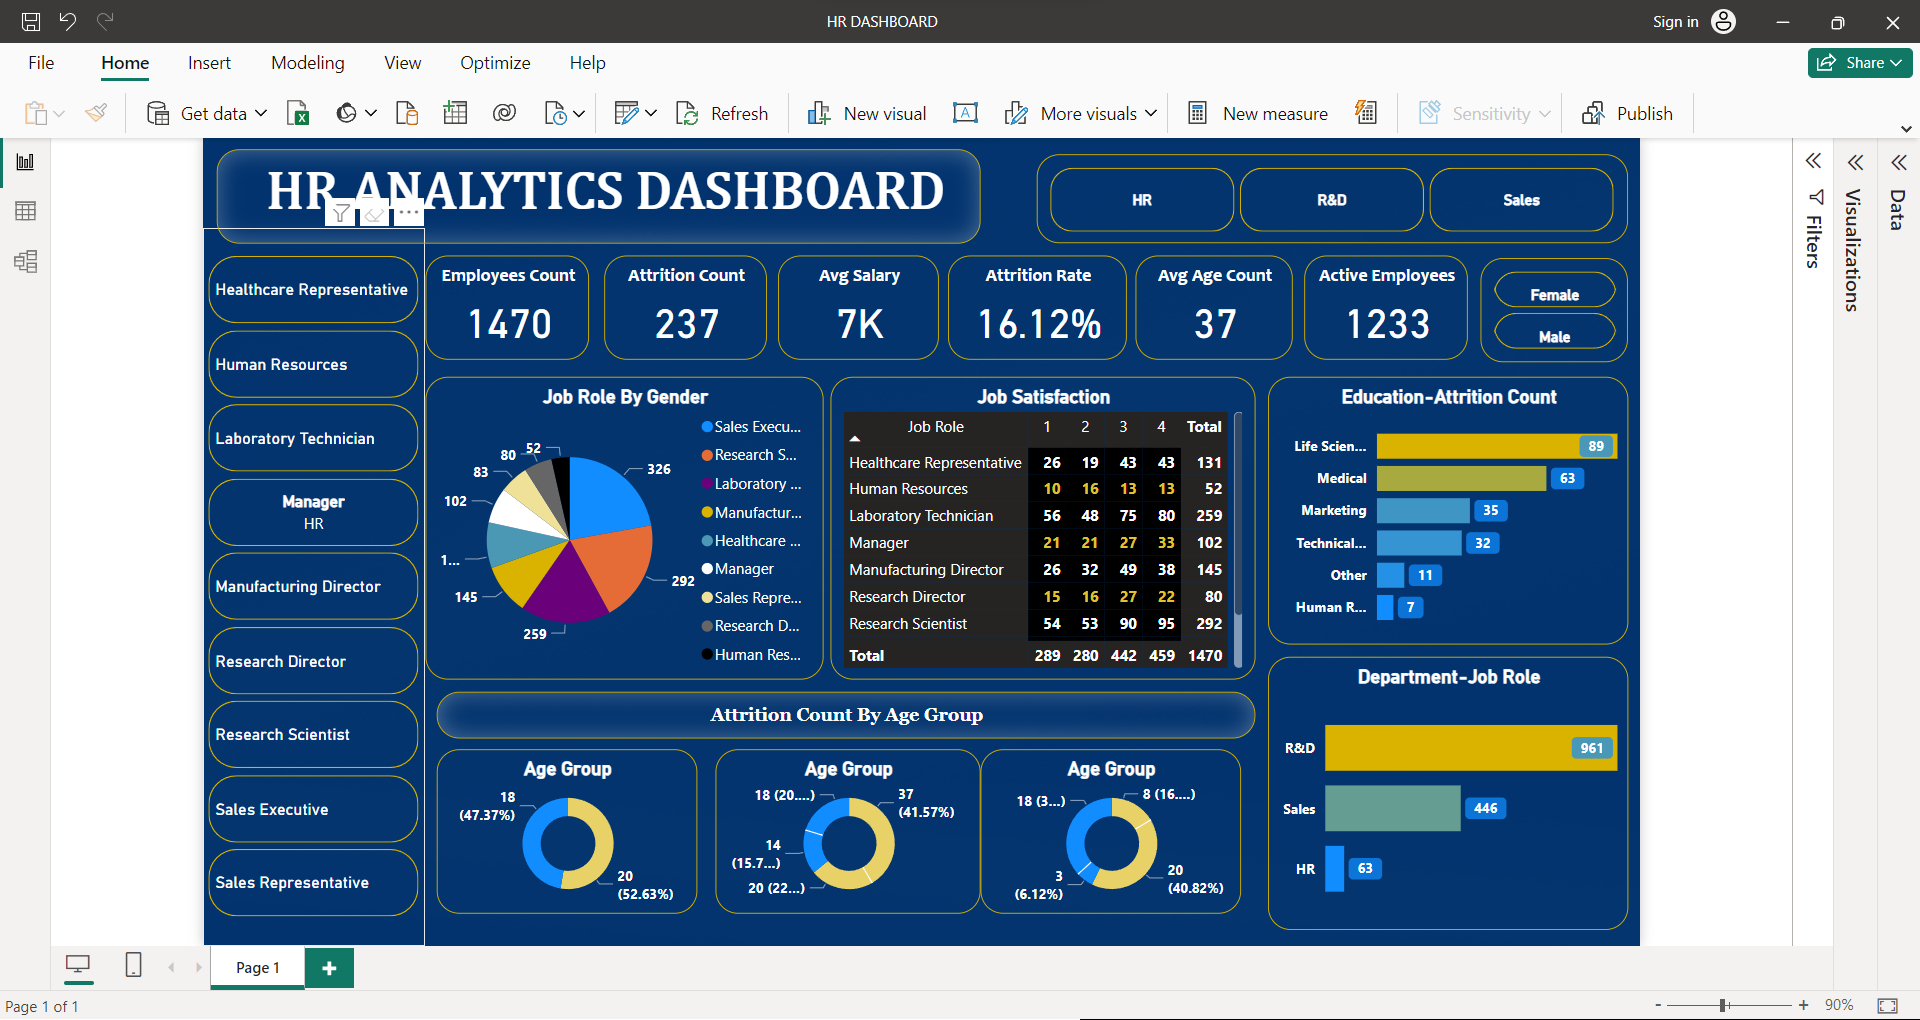 HR DASHBOARD
Sign in
File Home Insert Modeling View Optimize Help
Share
Get data
Refresh
New visual
More visuals
New measure
Sensitivity
Publish
HR ANALYTICS DASHBOARD
HR
R&D
Sales
Filters
Visualizations
Data
Healthcare Representative
Human Resources
Laboratory Technician
Manager
HR
Manufacturing Director
Research Director
Research Scientist
Sales Executive
Sales Representative
Employees Count
1470
Attrition Count
237
Avg Salary
7K
Attrition Rate
16.12%
Avg Age Count
37
Active Employees
1233
Female
Male
Job Role By Gender
326
292
259
145
1...
102
83
80
52
Sales Execu...
Research S...
Laboratory ...
Manufactur...
Healthcare ...
Manager
Sales Repre...
Research D...
Human Res...
Job Satisfaction
Job Role 1 2 3 4 Total
Healthcare Representative 26 19 43 43 131
Human Resources 10 16 13 13 52
Laboratory Technician 56 48 75 80 259
Manager 21 21 27 33 102
Manufacturing Director 26 32 49 38 145
Research Director 15 16 27 22 80
Research Scientist 54 53 90 95 292
Total 289 280 442 459 1470
Education-Attrition Count
Life Scien... 89
Medical 63
Marketing 35
Technical... 32
Other 11
Human R... 7
Attrition Count By Age Group
Age Group
18
(47.37%)
20
(52.63%)
Age Group
18 (20....)
37
(41.57%)
14
(15.7...)
20 (22...)
Age Group
18 (3...)
8 (16....)
3
(6.12%)
20
(40.82%)
Department-Job Role
R&D 961
Sales 446
HR 63
Page 1
+
Page 1 of 1
- + 90%